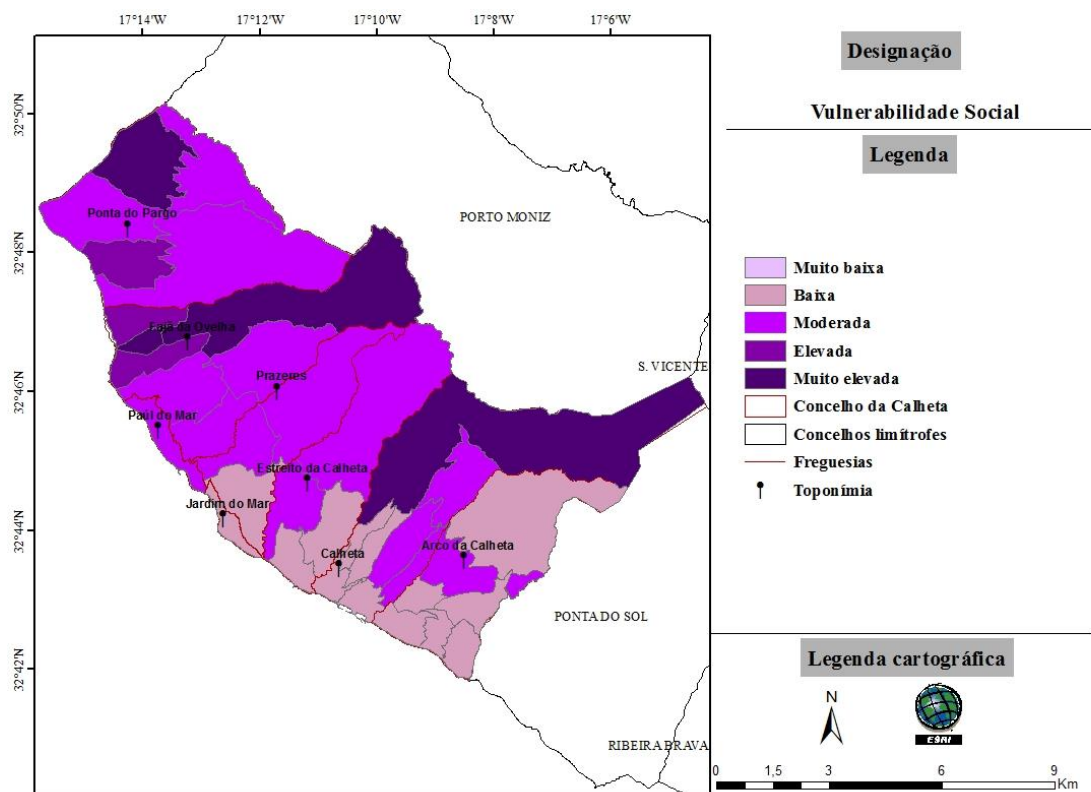 17°14'W 17°12'W 17°10'W 17°8'W 17°6'W
32°50'N
32°48'N
32°46'N
32°44'N
32°42'N
PORTO MONIZ
Ponta do Pargo
Fajã da Ovelha
S. VICENTE
Prazeres
Paúl do Mar
Estreito da Calheta
Jardim do Mar
Calheta
Arco da Calheta
PONTA DO SOL
RIBEIRA BRAVA
Designação
Vulnerabilidade Social
Legenda
Muito baixa
Baixa
Moderada
Elevada
Muito elevada
Concelho da Calheta
Concelhos limítrofes
Freguesias
Toponímia
Legenda cartográfica
N
ESRI
0 1,5 3 6 9
Km